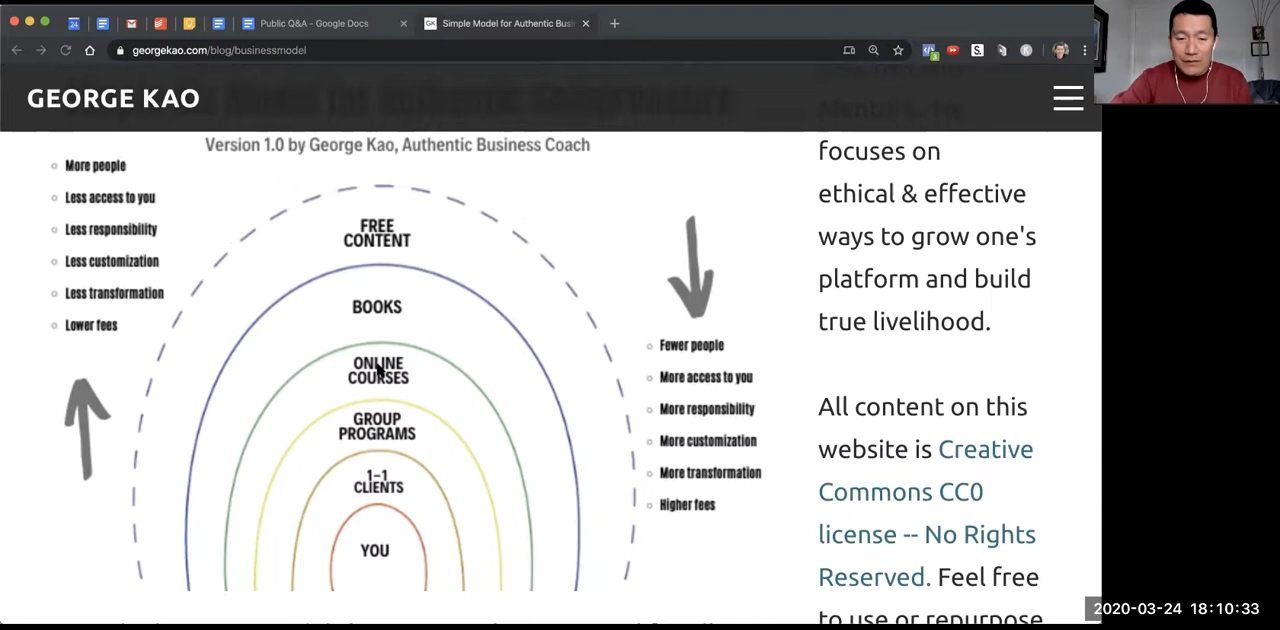 Public Q&A - Google Docs
GK
Simple Model for Authentic Bus
georgekao.com/blog/businessmodel
GEORGE KAO
Version 1.0 by George Kao, Authentic Business Coach
More people
Less access to you
Less responsibility
Less customization
Less transformation
Lower fees
FREE
CONTENT
BOOKS
ONLINE
COURSES
GROUP
PROGRAMS
1-1
CLIENTS
YOU
Fewer people
More access to you
More responsibility
More customization
More transformation
Higher fees
focuses on
ethical & effective
ways to grow one's
platform and build
true livelihood.
All content on this
website is Creative
Commons CC0
license -- No Rights
Reserved. Feel free
to use or repurpose
2020-03-24 18:10:33